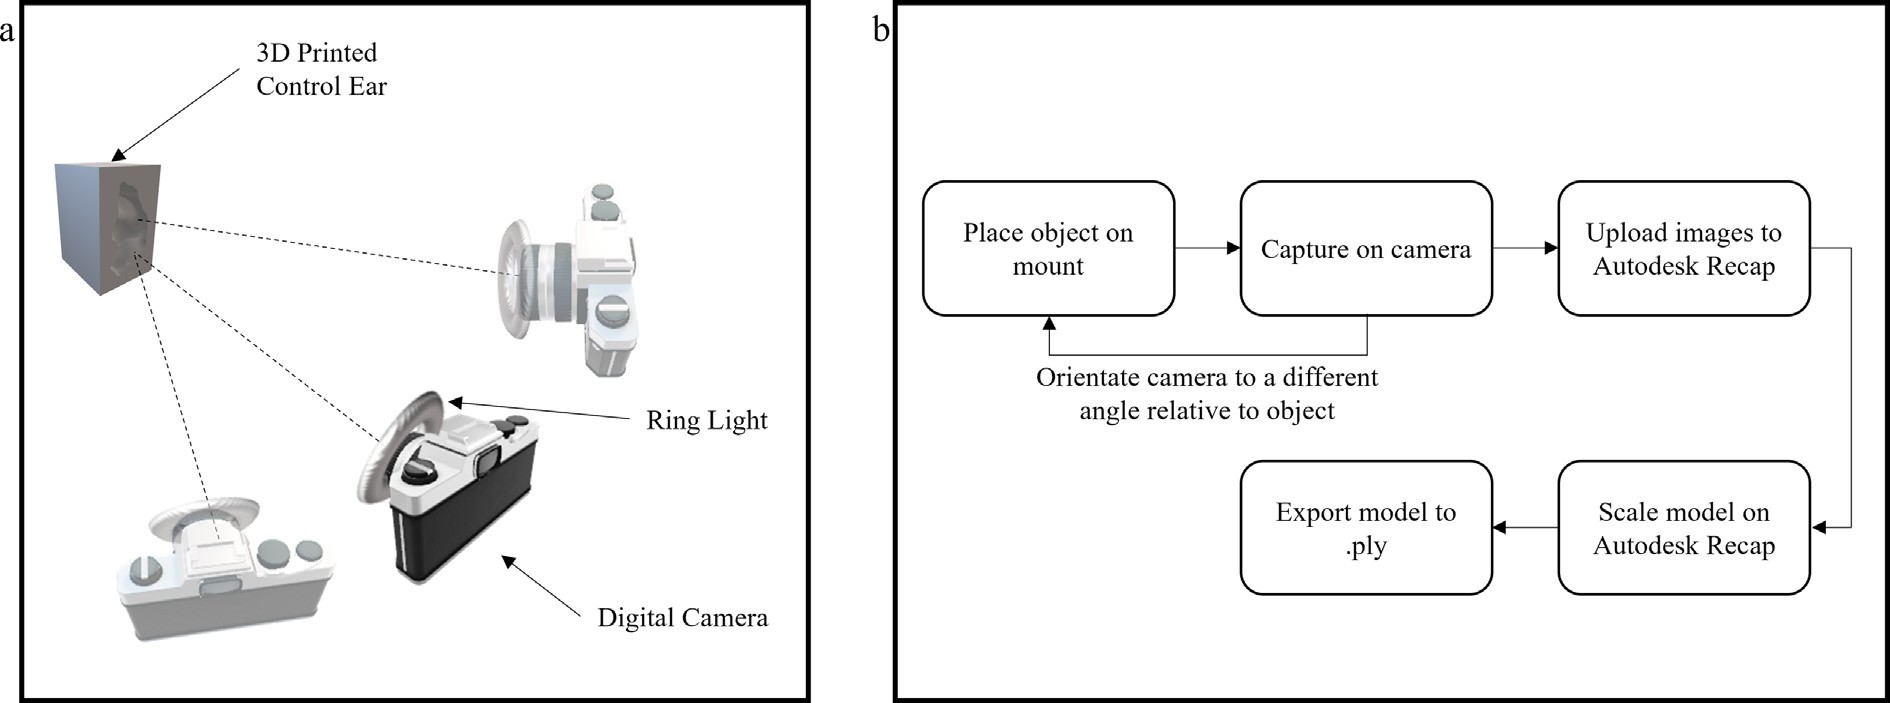 a
3D Printed
Control Ear
Ring Light
Digital Camera
b
Place object on
mount
Capture on camera
Upload images to
Autodesk Recap
Orientate camera to a different
angle relative to object
Scale model on
Autodesk Recap
Export model to
.ply